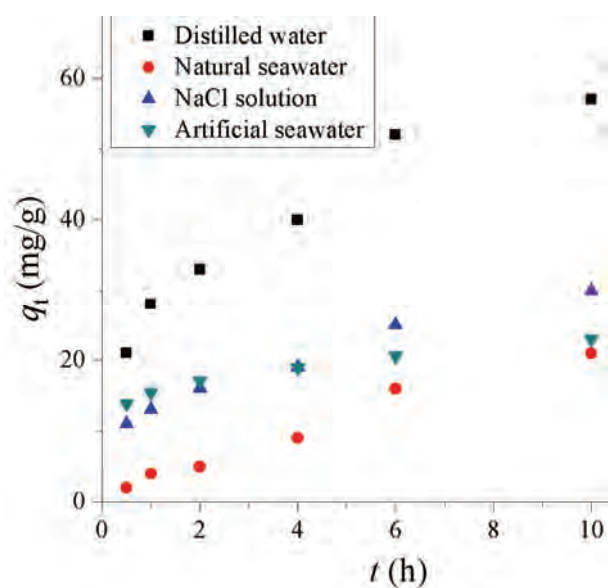 Distilled water
Natural seawater
NaCl solution
Artificial seawater
60
40
20
0
qt (mg/g)
0 2 4 6 8 10
t (h)